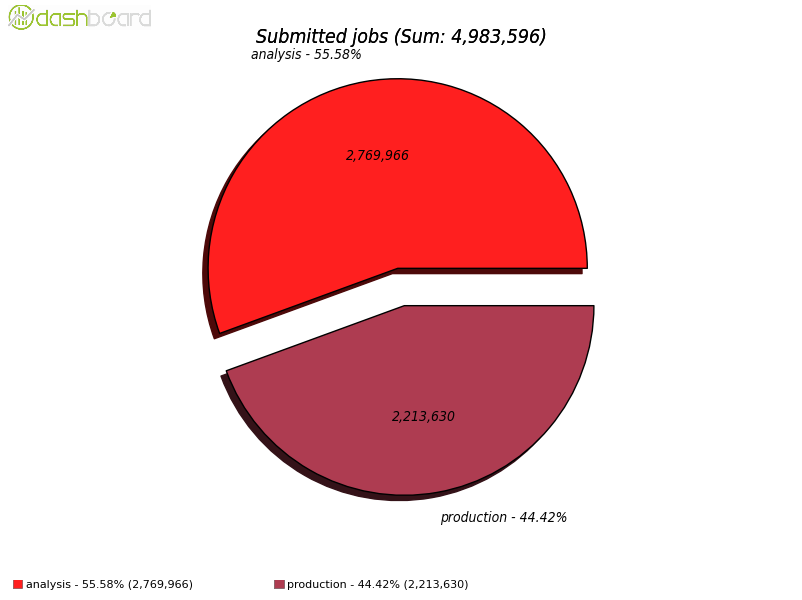 dashboard
Submitted jobs (Sum: 4,983,596)
analysis - 55.58%
2,769,966
2,213,630
production - 44.42%
analysis - 55.58% (2,769,966)
production - 44.42% (2,213,630)